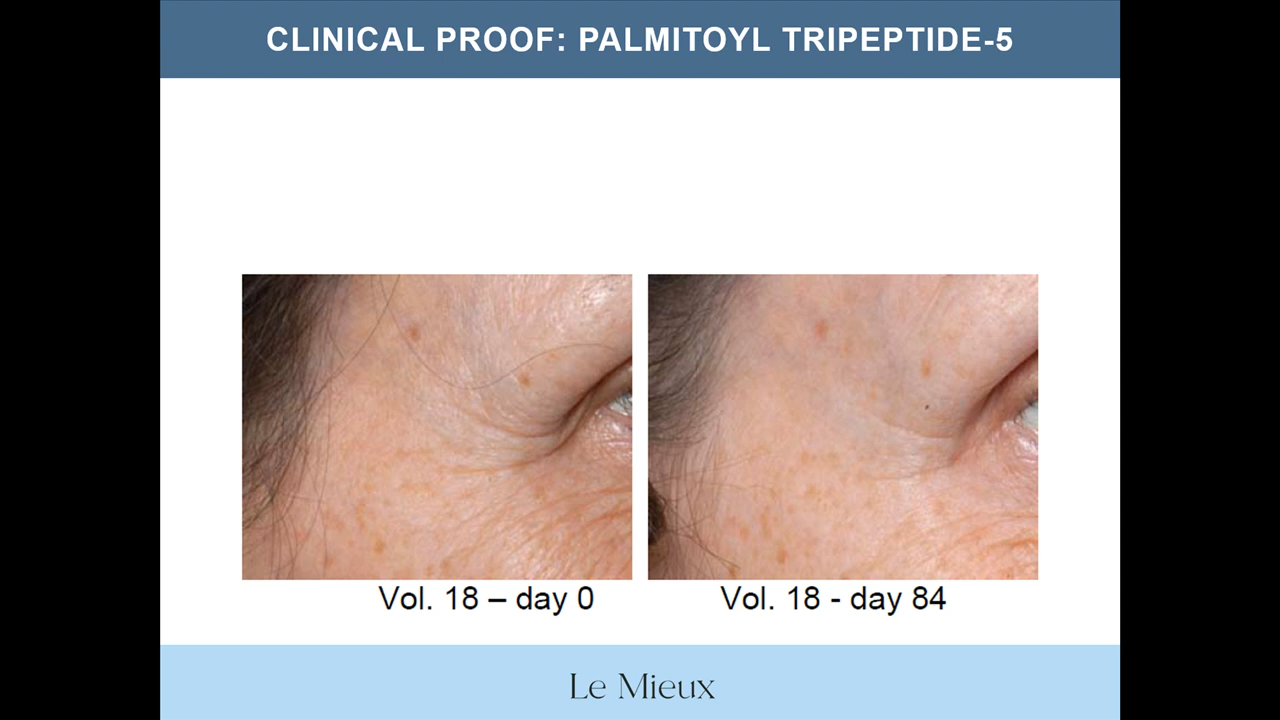 CLINICAL PROOF: PALMITOYL TRIPEPTIDE-5
Vol. 18 – day 0
Vol. 18 - day 84
Le Mieux